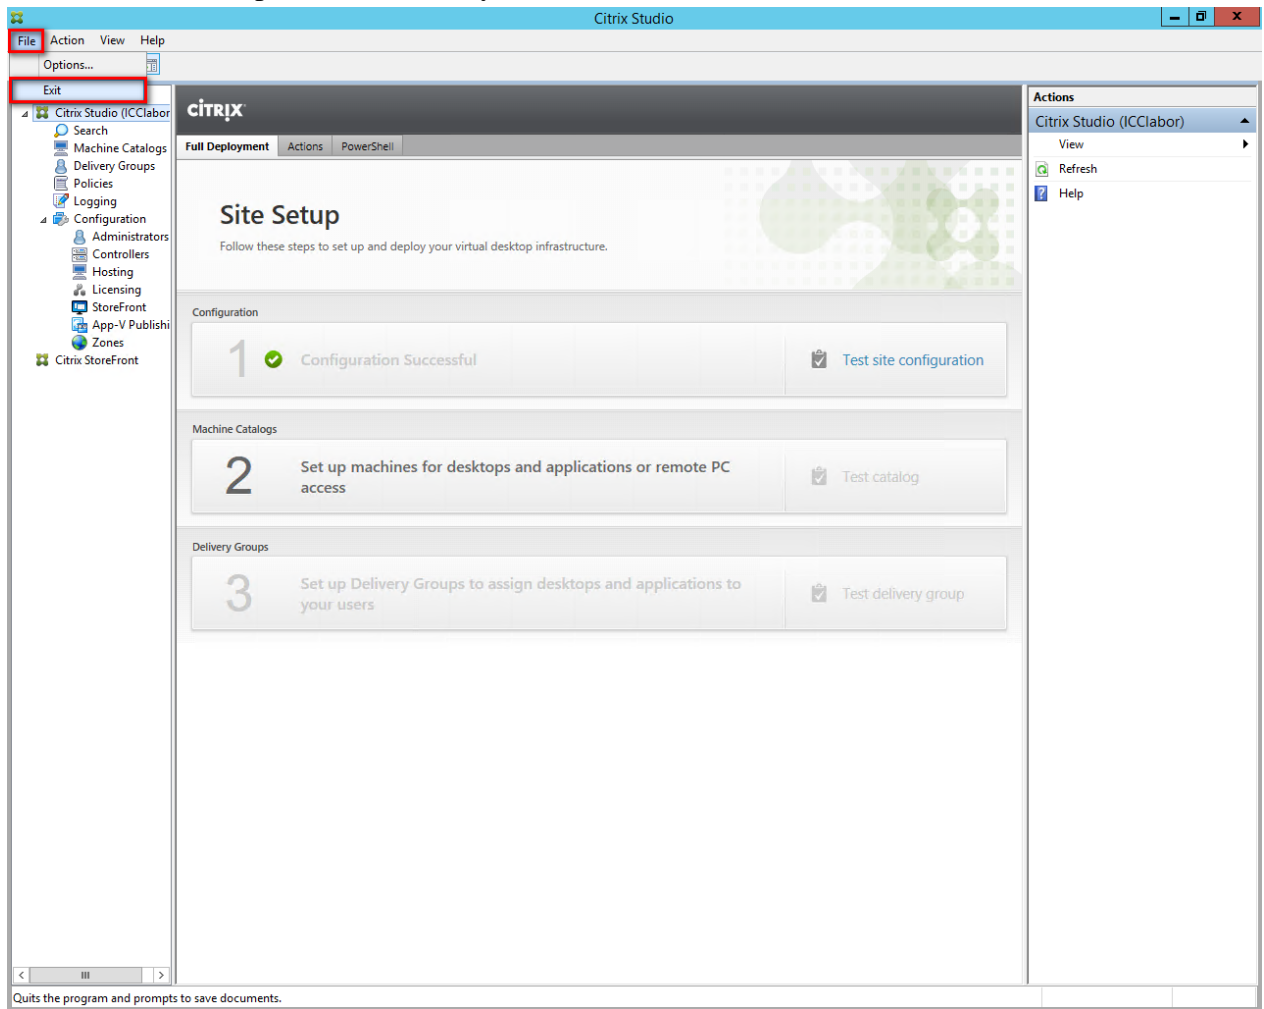 Citrix Studio
File Action View Help
Options...
Exit
Citrix Studio (ICClabor
Search
Machine Catalogs
Delivery Groups
Policies
Logging
Configuration
Administrators
Controllers
Hosting
Licensing
StoreFront
App-V Publishi
Zones
Citrix StoreFront
CITRIX
Full Deployment Actions PowerShell
Site Setup
Follow these steps to set up and deploy your virtual desktop infrastructure.
Configuration
1 Configuration Successful Test site configuration
Machine Catalogs
2 Set up machines for desktops and applications or remote PC
access
Test catalog
Delivery Groups
3 Set up Delivery Groups to assign desktops and applications to
your users
Test delivery group
Actions
Citrix Studio (ICClabor)
View
Refresh
Help
Quits the program and prompts to save documents.